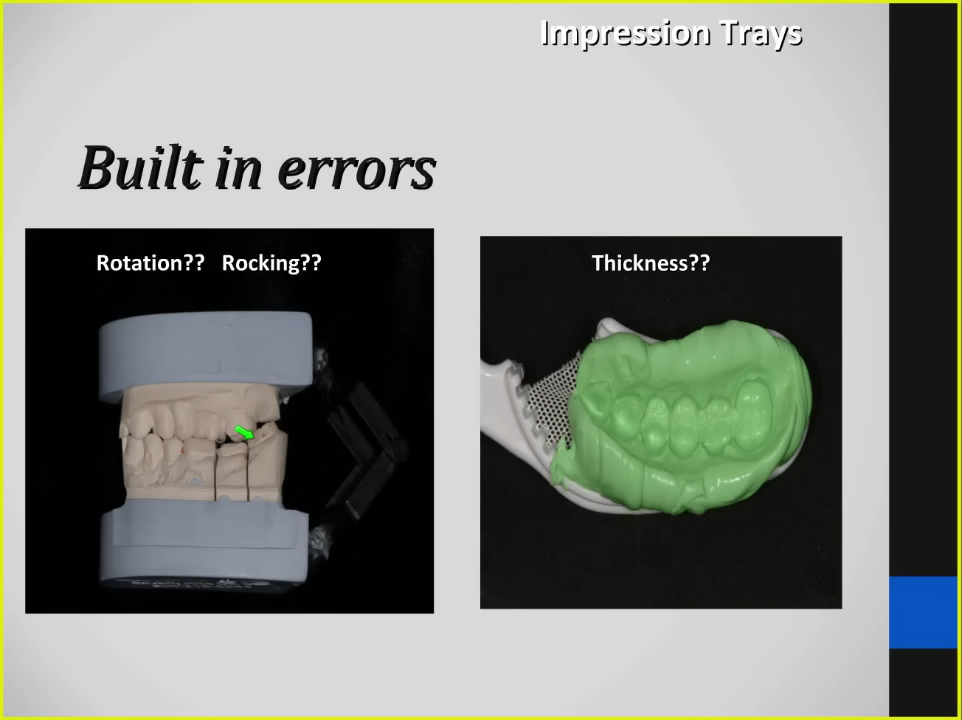 Impression Trays
Built in errors
Rotation?? Rocking??
Thickness??